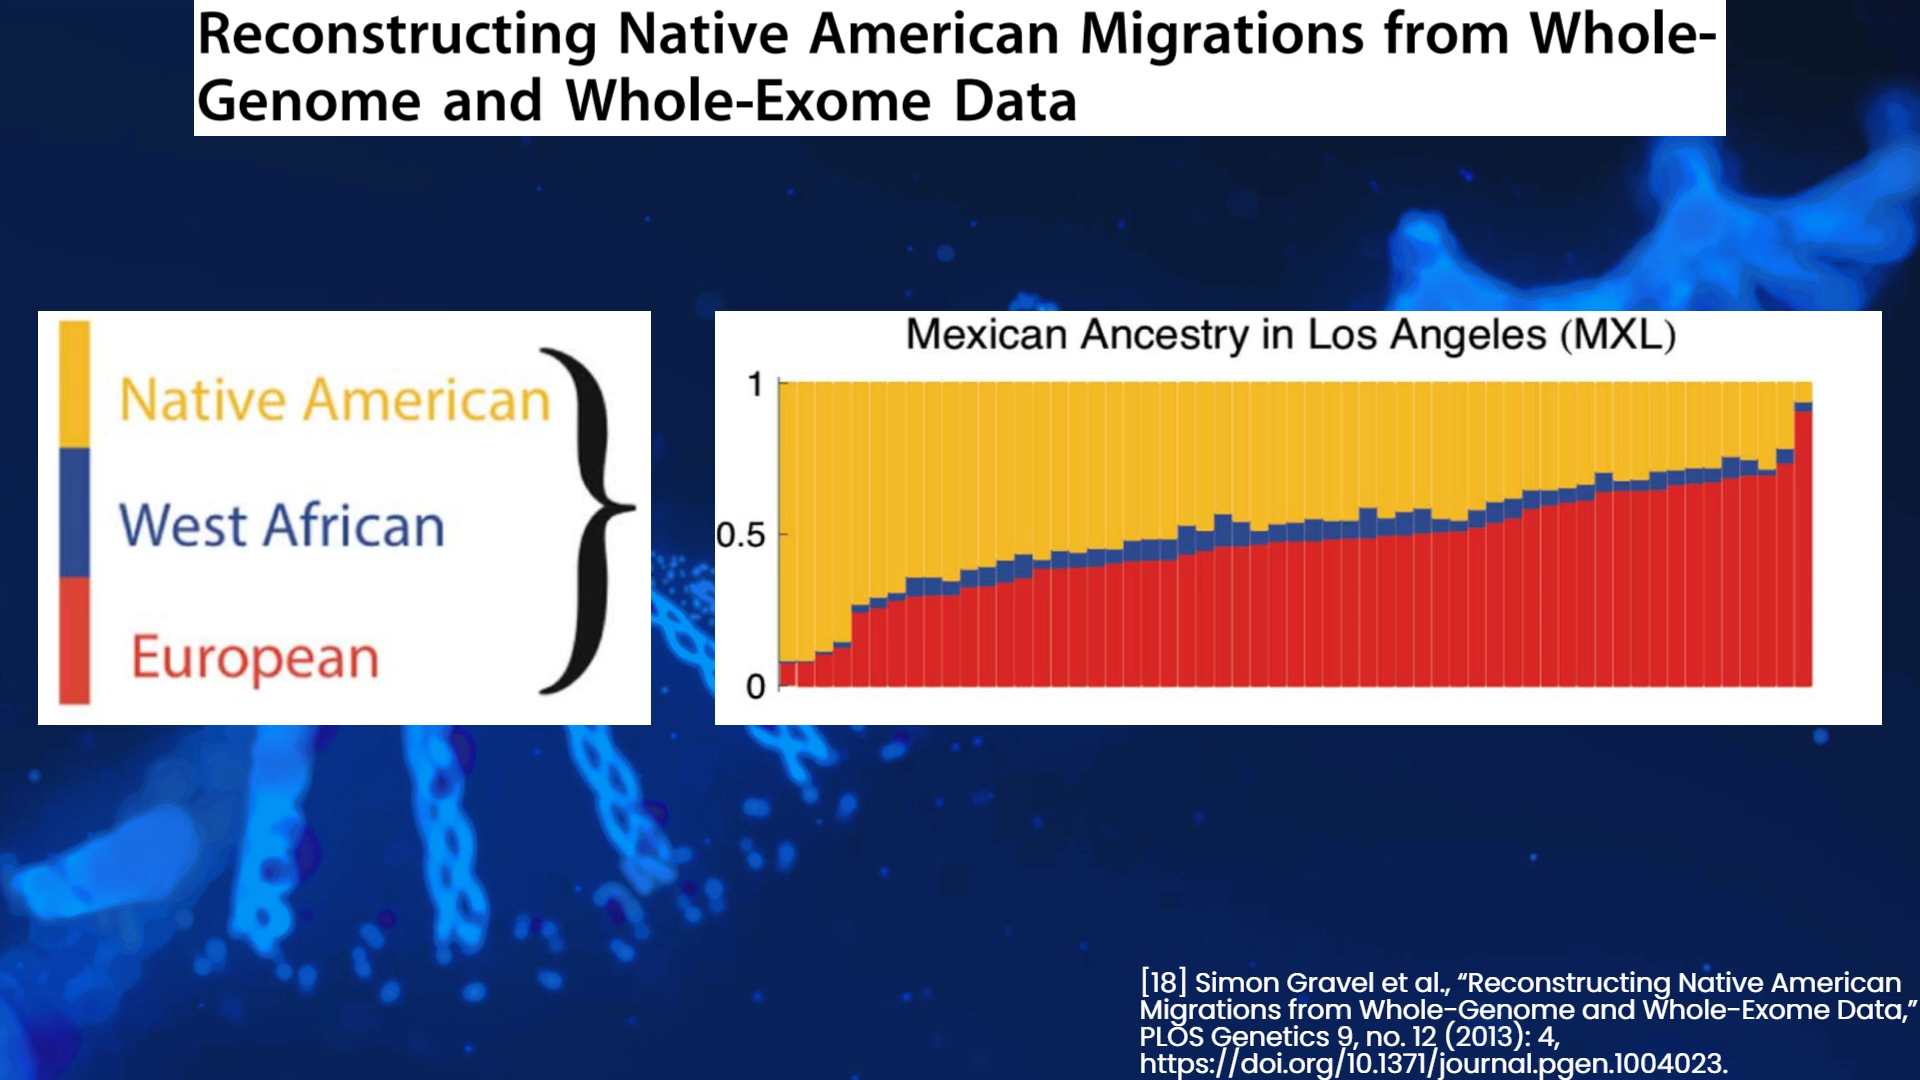 Reconstructing Native American Migrations from Whole-
Genome and Whole-Exome Data
Native American
West African
European
Mexican Ancestry in Los Angeles (MXL)
1
0.5
0
[18] Simon Gravel et al., “Reconstructing Native American
Migrations from Whole-Genome and Whole-Exome Data,”
PLOS Genetics 9, no. 12 (2013): 4,
https://doi.org/10.1371/journal.pgen.1004023.